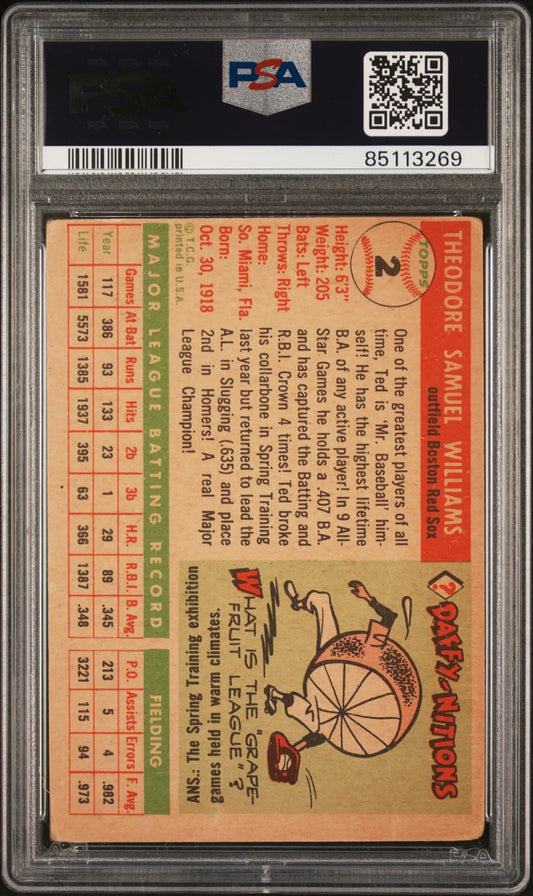 PSA
85113269
TOPPS
2
THEODORE SAMUEL WILLIAMS
outfield Boston Red Sox
Height: 6'3"
Weight: 205
Bats: Left
Throws: Right
Home:
So. Miami, Fla.
Born:
Oct. 30, 1918
© T.C.G.
printed in U.S.A.
One of the greatest players of all
time, Ted is 'Mr. Baseball' him-
self! He has the highest lifetime
B.A. of any active player! In 9 All-
Star Games he holds a .407 B.A.
and has captured the Batting and
R.B.I. Crown 4 times! Ted broke
his collarbone in Spring Training
last year but returned to lead the
A.L. in Slugging (.635) and place
2nd in Homers! A real Major
League Champion!
? DAFFY-NITIONS
WHAT IS THE "GRAPE-
FRUIT LEAGUE"?
ANS.: The Spring Training exhibition
games held in warm climates.
MAJOR LEAGUE BATTING RECORD FIELDING
Games At Bat Runs Hits 2b 3b H.R. R.B.I. B. Avg. P.O. Assists Errors F. Avg.
Year 117 386 93 133 23 1 29 89 .345 213 5 4 .982
Life 1581 5573 1385 1937 395 63 366 1387 .348 3221 115 94 .973